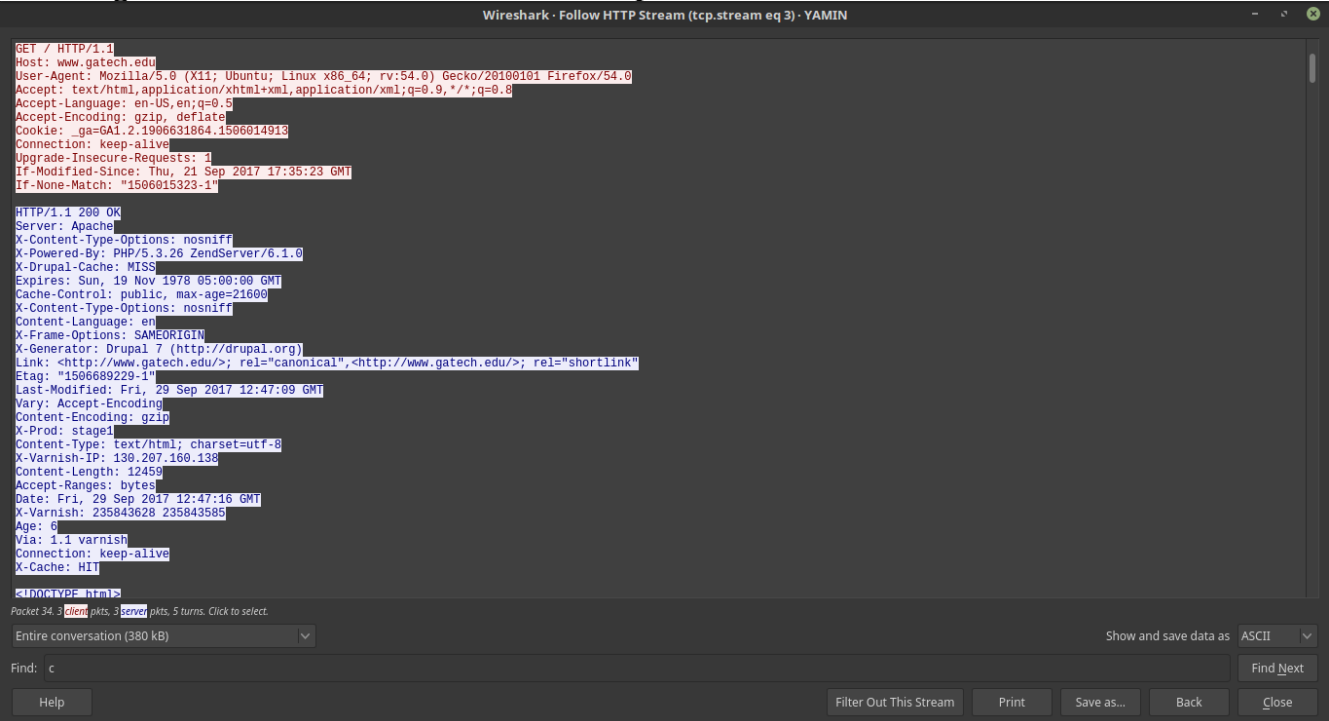 Wireshark · Follow HTTP Stream (tcp.stream eq 3) · YAMIN
GET / HTTP/1.1
Host: www.gatech.edu
User-Agent: Mozilla/5.0 (X11; Ubuntu; Linux x86_64; rv:54.0) Gecko/20100101 Firefox/54.0
Accept: text/html,application/xhtml+xml,application/xml;q=0.9,*/*;q=0.8
Accept-Language: en-US,en;q=0.5
Accept-Encoding: gzip, deflate
Cookie: _ga=GA1.2.1906631864.1506014913
Connection: keep-alive
Upgrade-Insecure-Requests: 1
If-Modified-Since: Thu, 21 Sep 2017 17:35:23 GMT
If-None-Match: "1506015323-1"
HTTP/1.1 200 OK
Server: Apache
X-Content-Type-Options: nosniff
X-Powered-By: PHP/5.3.26 ZendServer/6.1.0
X-Drupal-Cache: MISS
Expires: Sun, 19 Nov 1978 05:00:00 GMT
Cache-Control: public, max-age=21600
X-Content-Type-Options: nosniff
Content-Language: en
X-Frame-Options: SAMEORIGIN
X-Generator: Drupal 7 (http://drupal.org)
Link: <http://www.gatech.edu/>; rel="canonical",<http://www.gatech.edu/>; rel="shortlink"
Etag: "1506689229-1"
Last-Modified: Fri, 29 Sep 2017 12:47:09 GMT
Vary: Accept-Encoding
Content-Encoding: gzip
X-Prod: stage1
Content-Type: text/html; charset=utf-8
X-Varnish-IP: 130.207.160.138
Content-Length: 12459
Accept-Ranges: bytes
Date: Fri, 29 Sep 2017 12:47:16 GMT
X-Varnish: 235843628 235843585
Age: 6
Via: 1.1 varnish
Connection: keep-alive
X-Cache: HIT
<!DOCTYPE html>
Packet 34. 3 client pkts, 3 server pkts, 5 turns. Click to select.
Entire conversation (380 kB) Show and save data as ASCII
Find: c Find Next
Help Filter Out This Stream Print Save as... Back Close